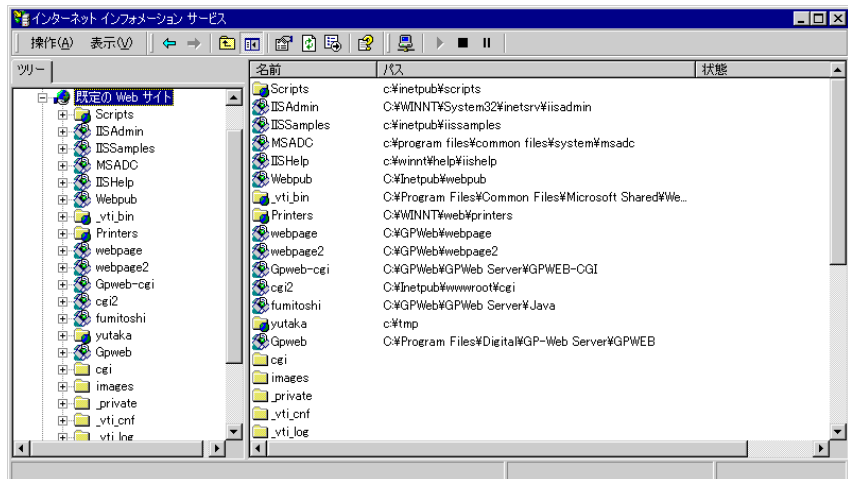 インターネット インフォメーション サービス
操作(A) 表示(V)
ツリー
既定の Web サイト
Scripts
IISAdmin
IISSamples
MSADC
IISHelp
Webpub
_vti_bin
Printers
webpage
webpage2
Gpweb-cgi
cgi2
fumitoshi
yutaka
Gpweb
cgi
images
_private
_vti_cnf
_vti_log
名前 パス 状態
Scripts c:¥inetpub¥scripts
IISAdmin C:¥WINNT¥System32¥inetsrv¥iisadmin
IISSamples c:¥inetpub¥iissamples
MSADC c:¥program files¥common files¥system¥msadc
IISHelp c:¥winnt¥help¥iishelp
Webpub C:¥Inetpub¥webpub
_vti_bin C:¥Program Files¥Common Files¥Microsoft Shared¥We...
Printers C:¥WINNT¥web¥printers
webpage C:¥GPWeb¥webpage
webpage2 C:¥GPWeb¥webpage2
Gpweb-cgi C:¥GPWeb¥GPWeb Server¥GPWEB-CGI
cgi2 C:¥Inetpub¥wwwroot¥cgi
fumitoshi C:¥GPWeb¥GPWeb Server¥Java
yutaka c:¥tmp
Gpweb C:¥Program Files¥Digital¥GP-Web Server¥GPWEB
cgi
images
_private
_vti_cnf
_vti_log